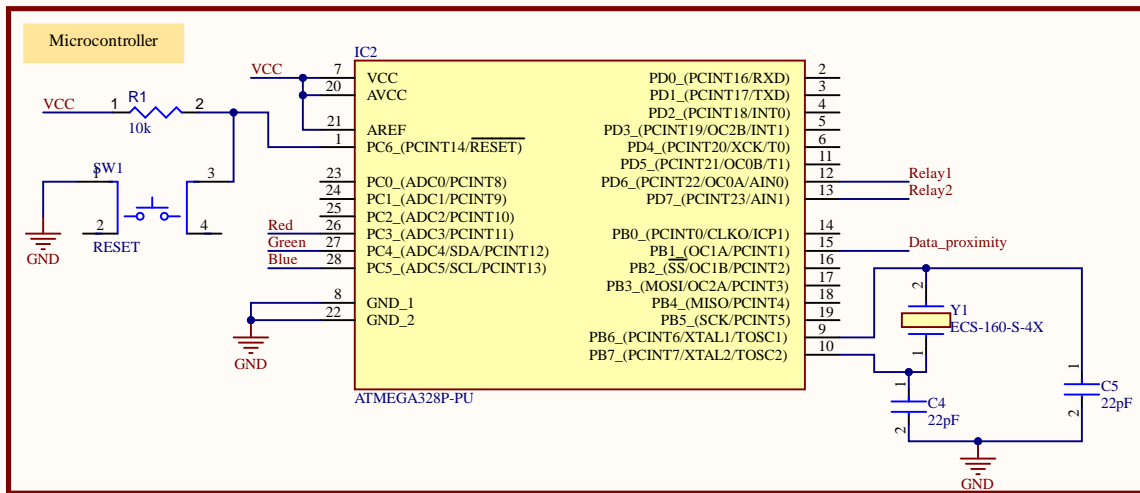 Microcontroller
IC2
VCC
7
VCC
20
AVCC
21
AREF
1
PC6_(PCINT14/RESET)
VCC
1
R1
2
10k
SW1
1
3
2
4
RESET
GND
23
PC0_(ADC0/PCINT8)
24
PC1_(ADC1/PCINT9)
25
PC2_(ADC2/PCINT10)
Red
26
PC3_(ADC3/PCINT11)
Green
27
PC4_(ADC4/SDA/PCINT12)
Blue
28
PC5_(ADC5/SCL/PCINT13)
8
GND_1
22
GND_2
GND
PD0_(PCINT16/RXD)
2
PD1_(PCINT17/TXD)
3
PD2_(PCINT18/INT0)
4
PD3_(PCINT19/OC2B/INT1)
5
PD4_(PCINT20/XCK/T0)
6
PD5_(PCINT21/OC0B/T1)
11
PD6_(PCINT22/OC0A/AIN0)
12
Relay1
PD7_(PCINT23/AIN1)
13
Relay2
PB0_(PCINT0/CLKO/ICP1)
14
PB1_(OC1A/PCINT1)
15
Data_proximity
PB2_(SS/OC1B/PCINT2)
16
PB3_(MOSI/OC2A/PCINT3)
17
PB4_(MISO/PCINT4)
18
PB5_(SCK/PCINT5)
19
PB6_(PCINT6/XTAL1/TOSC1)
9
PB7_(PCINT7/XTAL2/TOSC2)
10
ATMEGA328P-PU
2
Y1
ECS-160-S-4X
1
1
C4
22pF
2
1
C5
22pF
2
GND